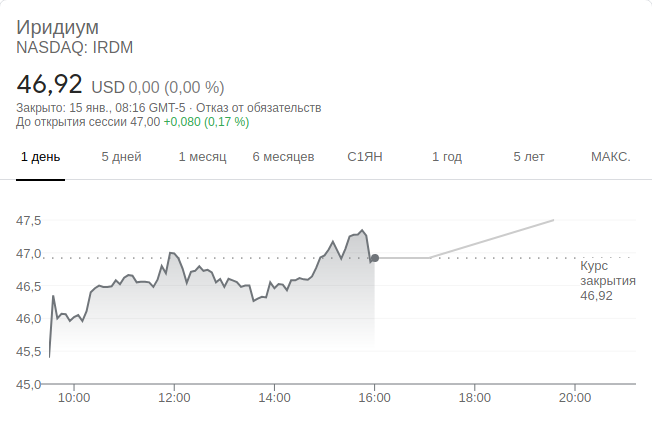 Иридиум
NASDAQ: IRDM
46,92 USD 0,00 (0,00 %)
Закрыто: 15 янв., 08:16 GMT-5 · Отказ от обязательств
До открытия сессии 47,00 +0,080 (0,17 %)
1 день 5 дней 1 месяц 6 месяцев С1ЯН 1 год 5 лет МАКС.
47,5
47,0
46,5
46,0
45,5
45,0
Курс
закрытия
46,92
10:00 12:00 14:00 16:00 18:00 20:00